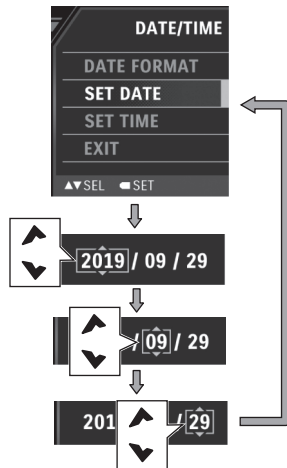 DATE/TIME
DATE FORMAT
SET DATE
SET TIME
EXIT
▲▼SEL SET
2019 / 09 / 29
/ 09 / 29
201 / 29